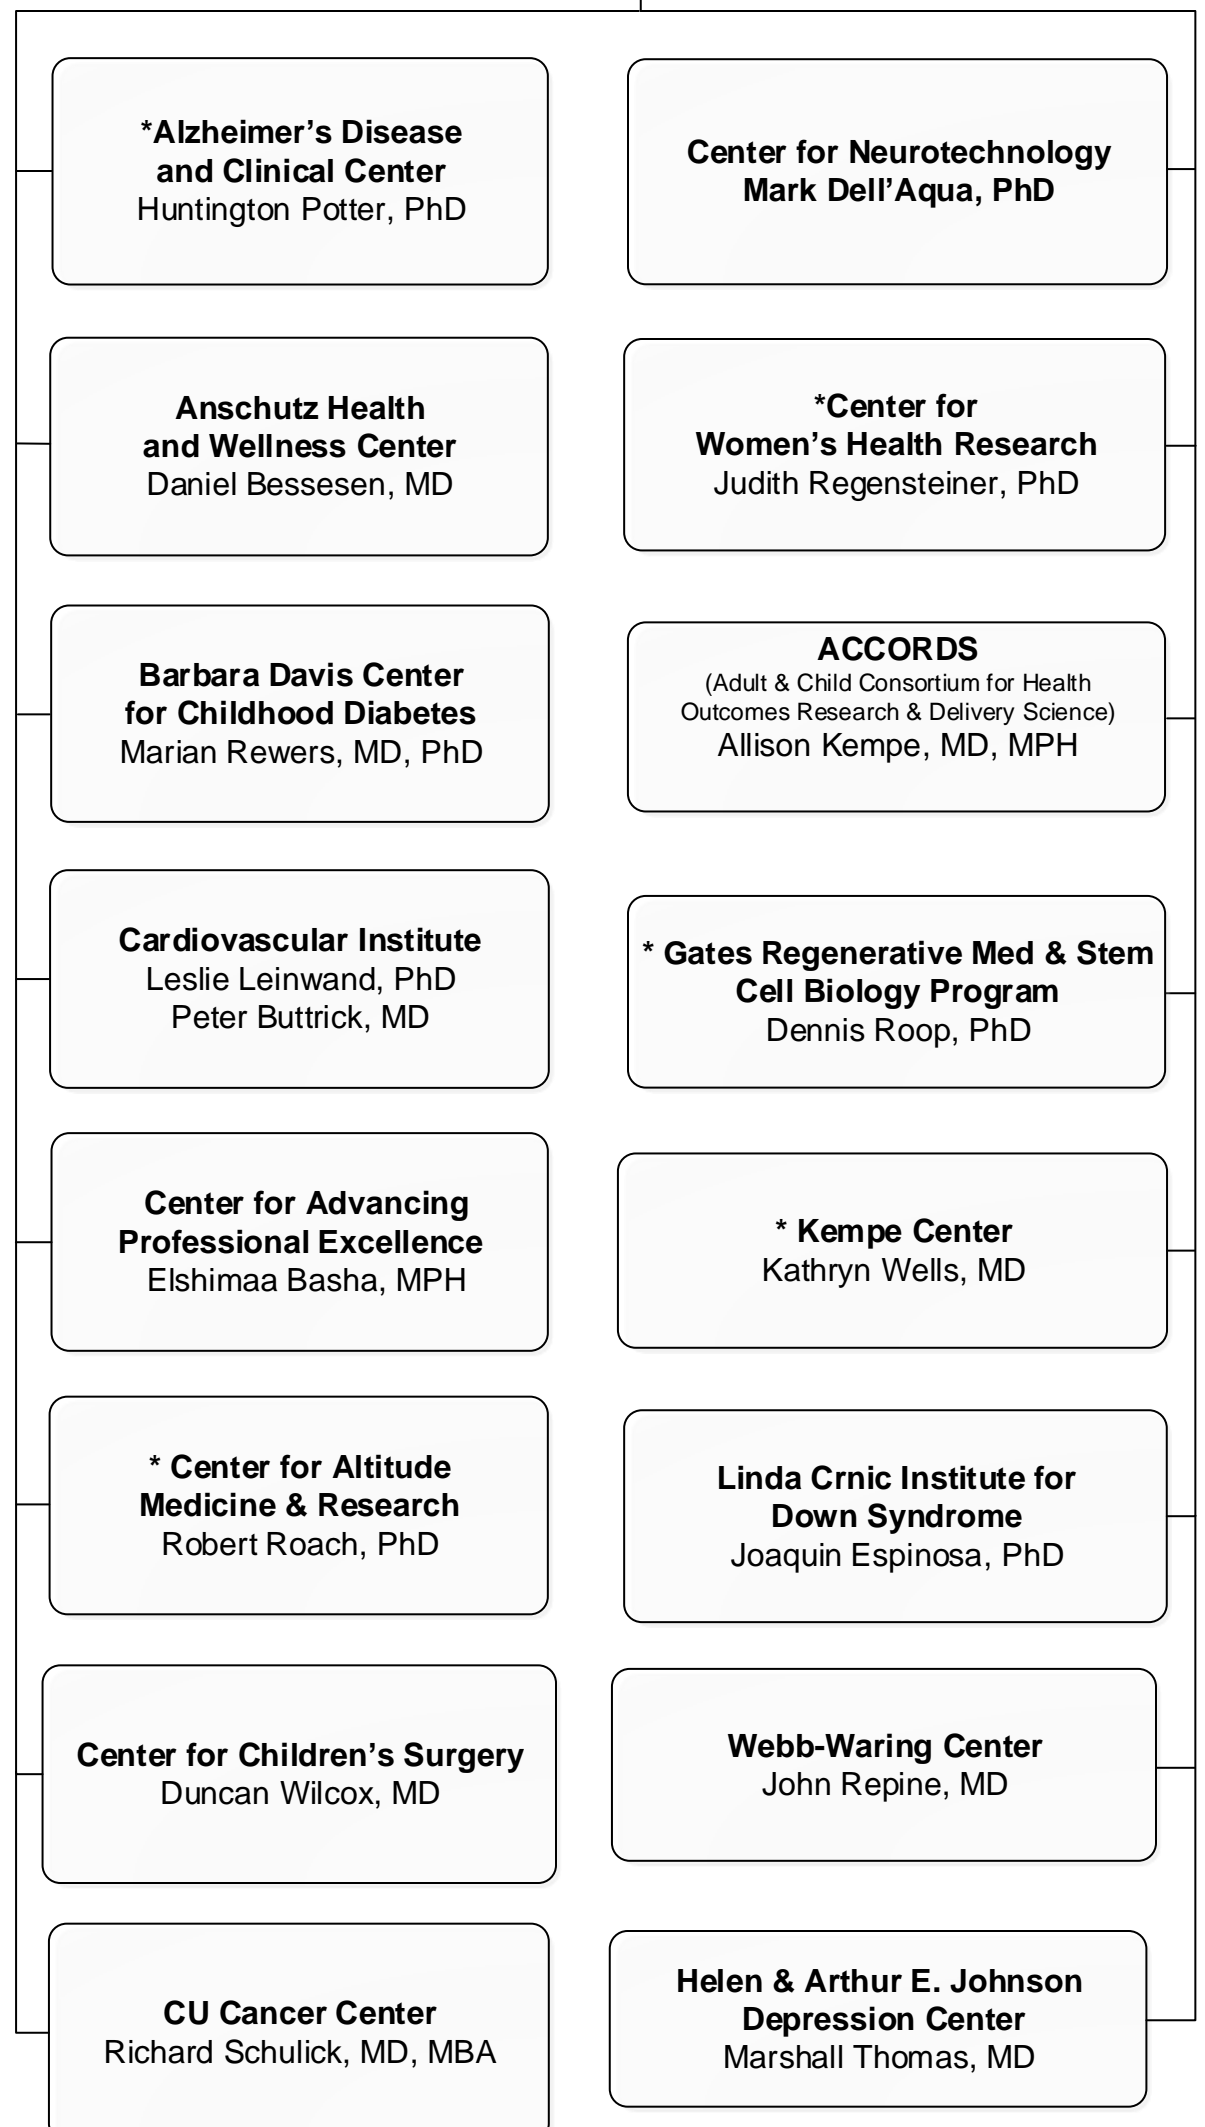 *Alzheimer’s Disease
and Clinical Center
Huntington Potter, PhD
Anschutz Health
and Wellness Center
Daniel Bessesen, MD
Barbara Davis Center
for Childhood Diabetes
Marian Rewers, MD, PhD
Cardiovascular Institute
Leslie Leinwand, PhD
Peter Buttrick, MD
Center for Advancing
Professional Excellence
Elshimaa Basha, MPH
* Center for Altitude
Medicine & Research
Robert Roach, PhD
Center for Children’s Surgery
Duncan Wilcox, MD
CU Cancer Center
Richard Schulick, MD, MBA
Center for Neurotechnology
Mark Dell’Aqua, PhD
*Center for
Women’s Health Research
Judith Regensteiner, PhD
ACCORDS
(Adult & Child Consortium for Health
Outcomes Research & Delivery Science)
Allison Kempe, MD, MPH
* Gates Regenerative Med & Stem
Cell Biology Program
Dennis Roop, PhD
* Kempe Center
Kathryn Wells, MD
Linda Crnic Institute for
Down Syndrome
Joaquin Espinosa, PhD
Webb-Waring Center
John Repine, MD
Helen & Arthur E. Johnson
Depression Center
Marshall Thomas, MD